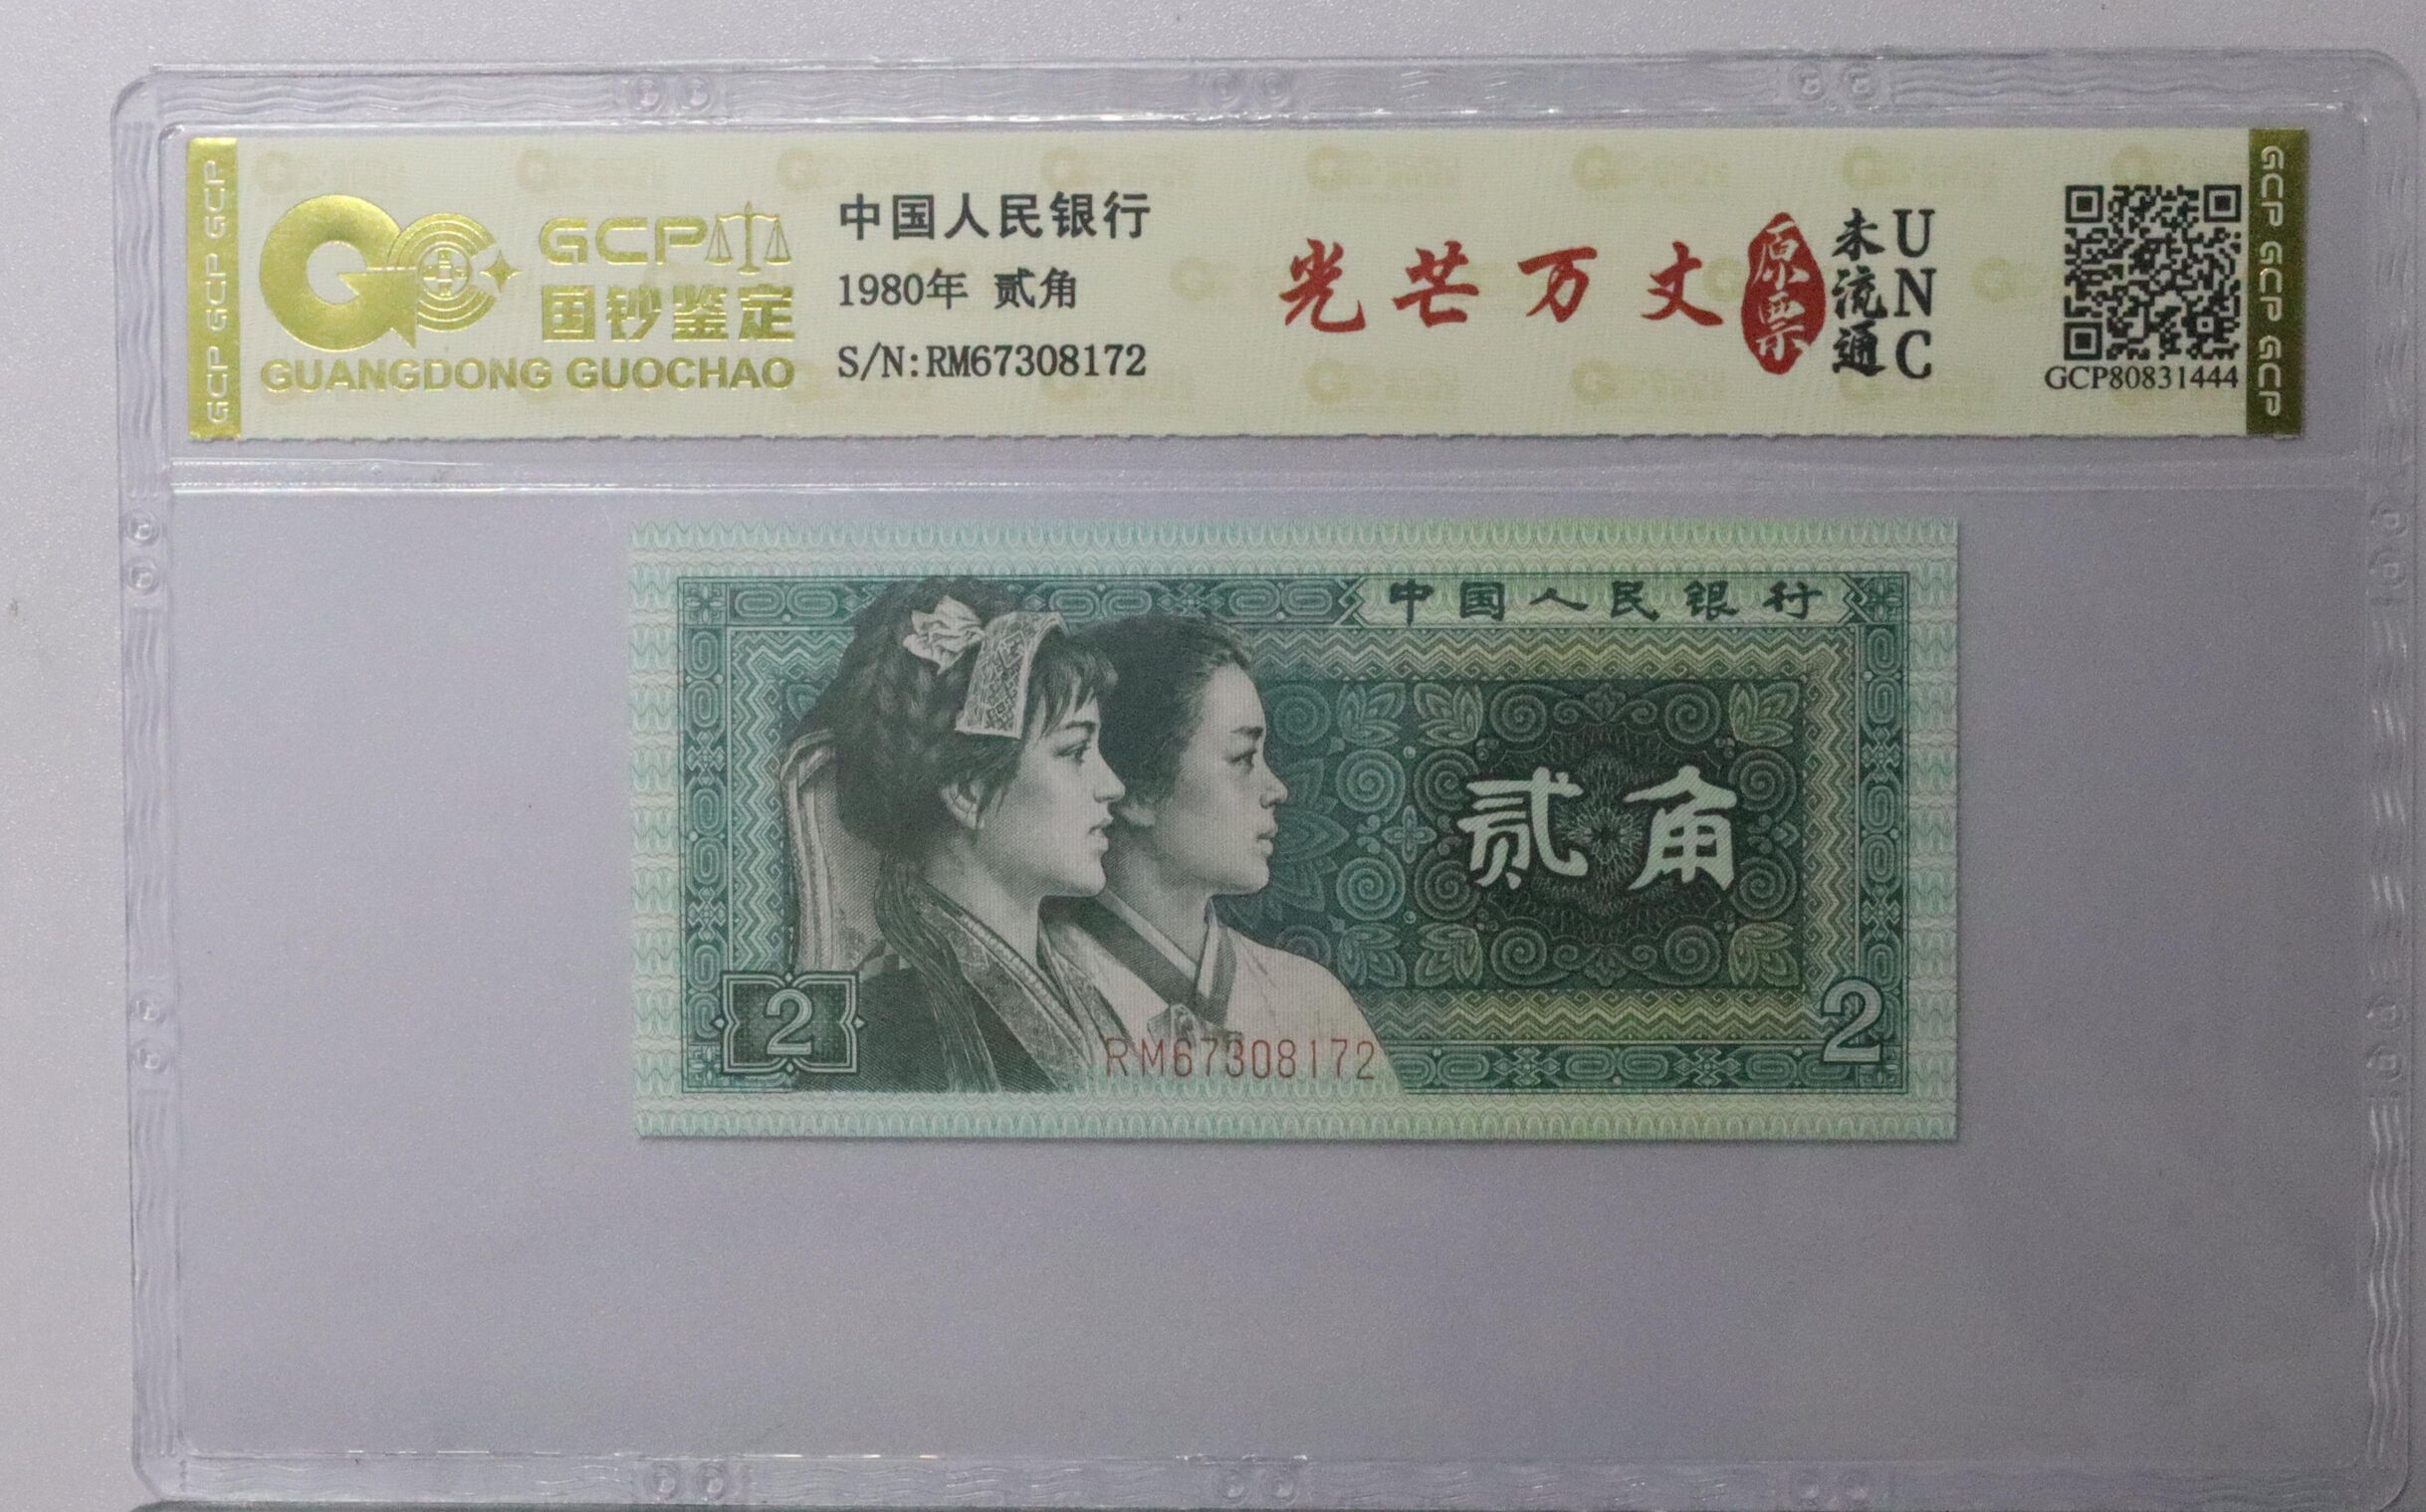 GCP GCP GCP
GCP
国钞鉴定
GUANGDONG GUOCHAO
中国人民银行
1980年 贰角
S/N:RM67308172
光芒万丈
原票
未流通
UNC
GCP80831444
GCP GCP GCP
中国人民银行
贰角
2
2
RM67308172